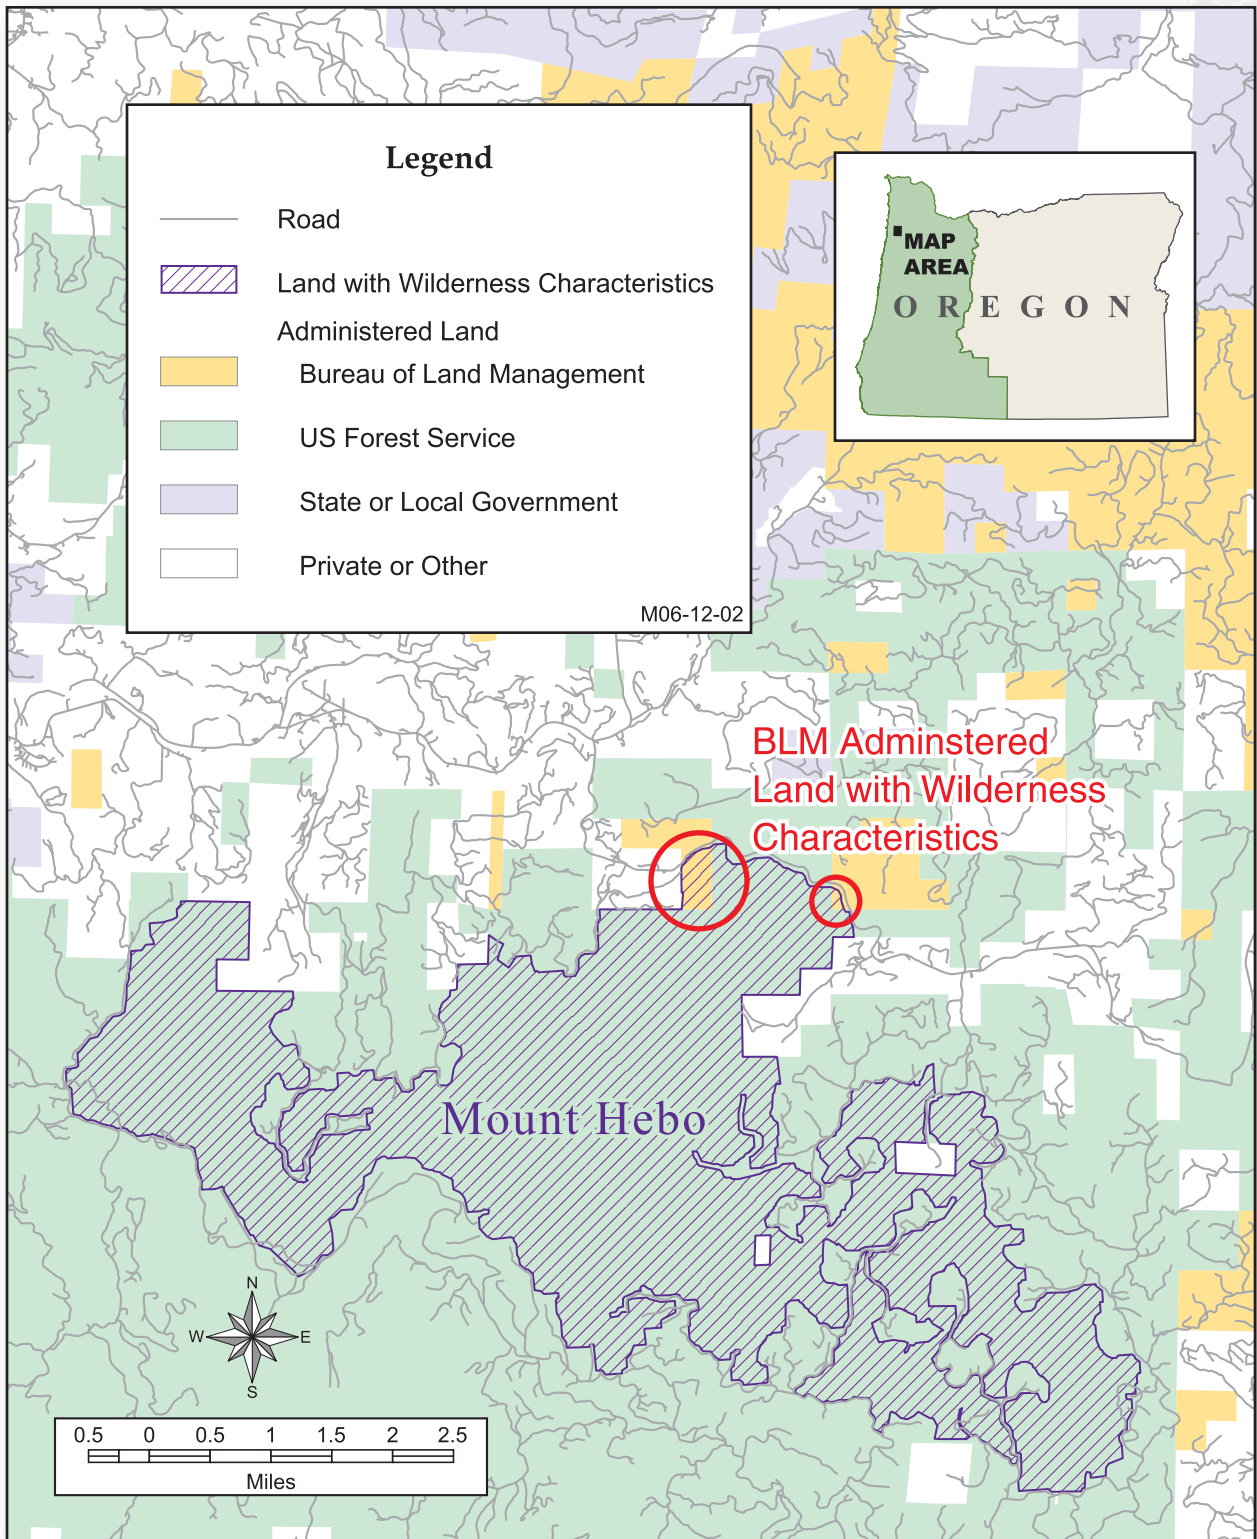 Legend
Road
Land with Wilderness Characteristics
Administered Land
Bureau of Land Management
US Forest Service
State or Local Government
Private or Other
M06-12-02
MAP
AREA
OREGON
BLM Adminstered
Land with Wilderness
Characteristics
Mount Hebo
N
W E
S
0.5 0 0.5 1 1.5 2 2.5
Miles